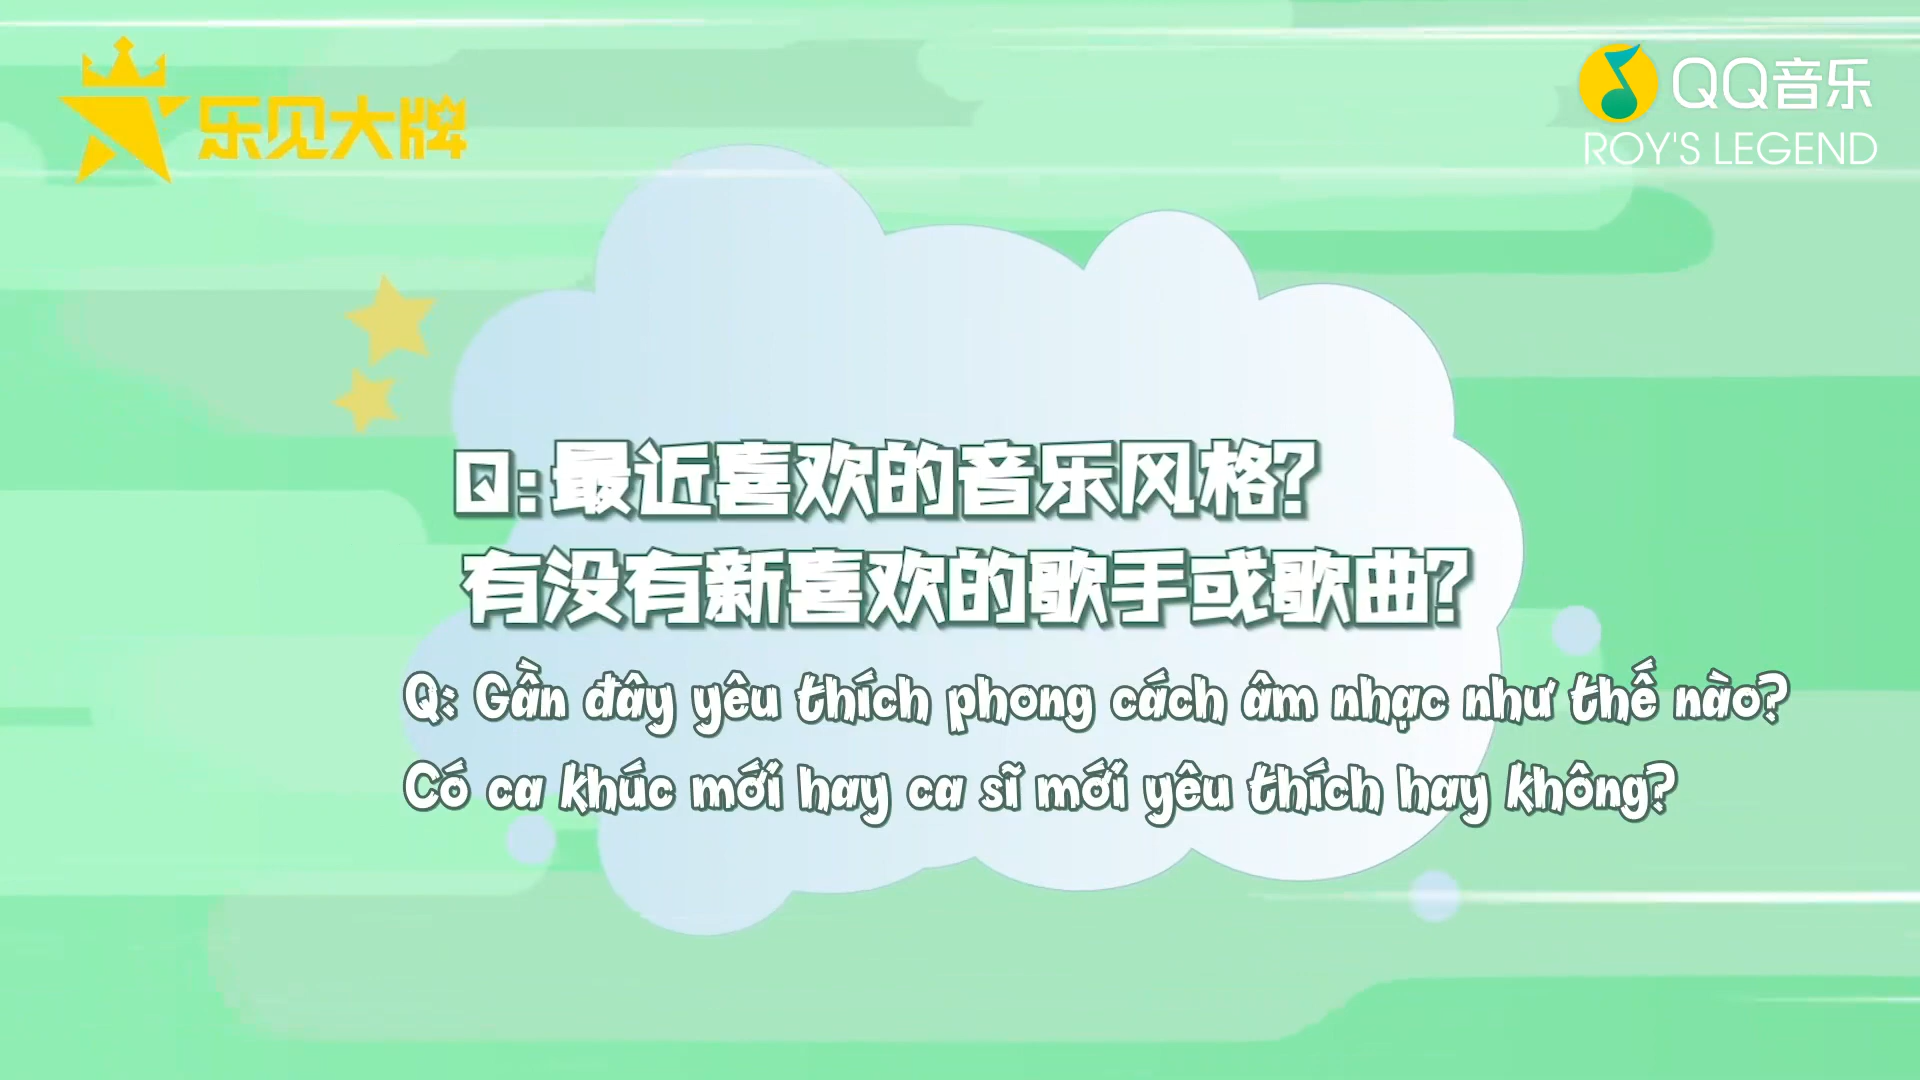 乐见大牌
QQ音乐
ROY'S LEGEND
Q:最近喜欢的音乐风格?
有没有新喜欢的歌手或歌曲?
Q: Gần đây yêu thích phong cách âm nhạc như thế nào?
Có ca khúc mới hay ca sĩ mới yêu thích hay không?